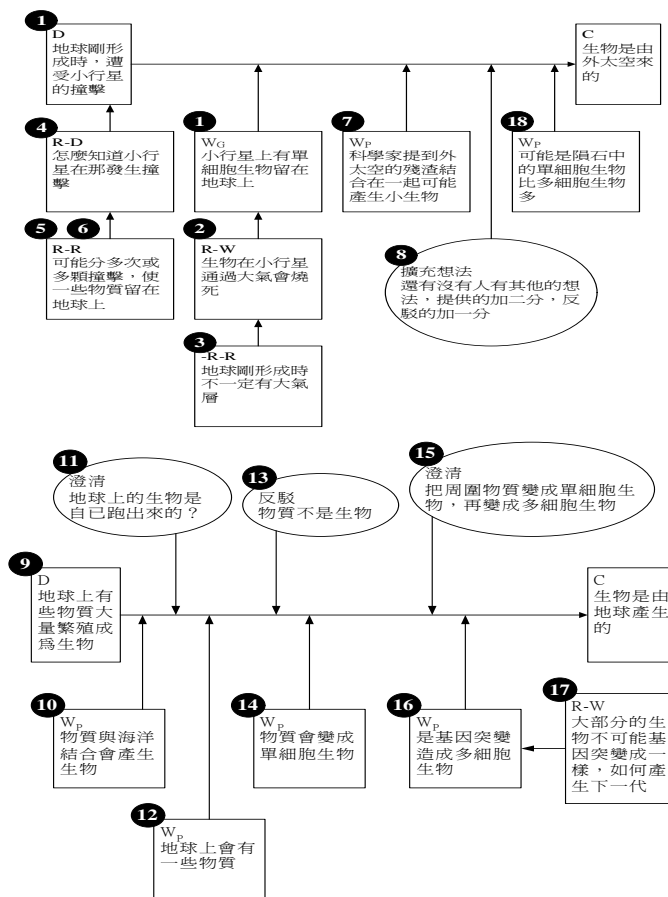 1
D
地球剛形
成時，遭
受小行星
的撞擊
C
生物是由
外太空來
的
4
R-D
怎麼知道小行
星在那發生撞
擊
1
W_G
小行星上有單
細胞生物留在
地球上
7
W_P
科學家提到外
太空的殘渣結
合在一起可能
產生小生物
18
W_P
可能是隕石中
的單細胞生物
比多細胞生物
多
5 6
R-R
可能分多次或
多顆撞擊，使
一些物質留在
地球上
2
R-W
生物在小行星
通過大氣會燒
死
8
擴充想法
還有沒有人有其他的想
法，提供的加二分，反
駁的加一分
3
-R-R
地球剛形成時
不一定有大氣
層
11
澄清
地球上的生物是
自已跑出來的？
13
反駁
物質不是生物
15
澄清
把周圍物質變成單細胞生
物，再變成多細胞生物
9
D
地球上有
些物質大
量繁殖成
為生物
C
生物是由
地球產生
的
10
W_P
物質與海洋
結合會產生
生物
14
W_P
物質會變成
單細胞生物
16
W_P
是基因突變
造成多細胞
生物
17
R-W
大部分的生
物不可能基
因突變成一
樣，如何產
生下一代
12
W_P
地球上會有
一些物質